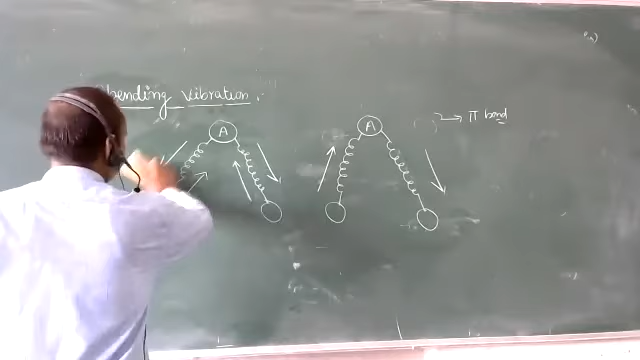 bending vibration.
A
A
π bond